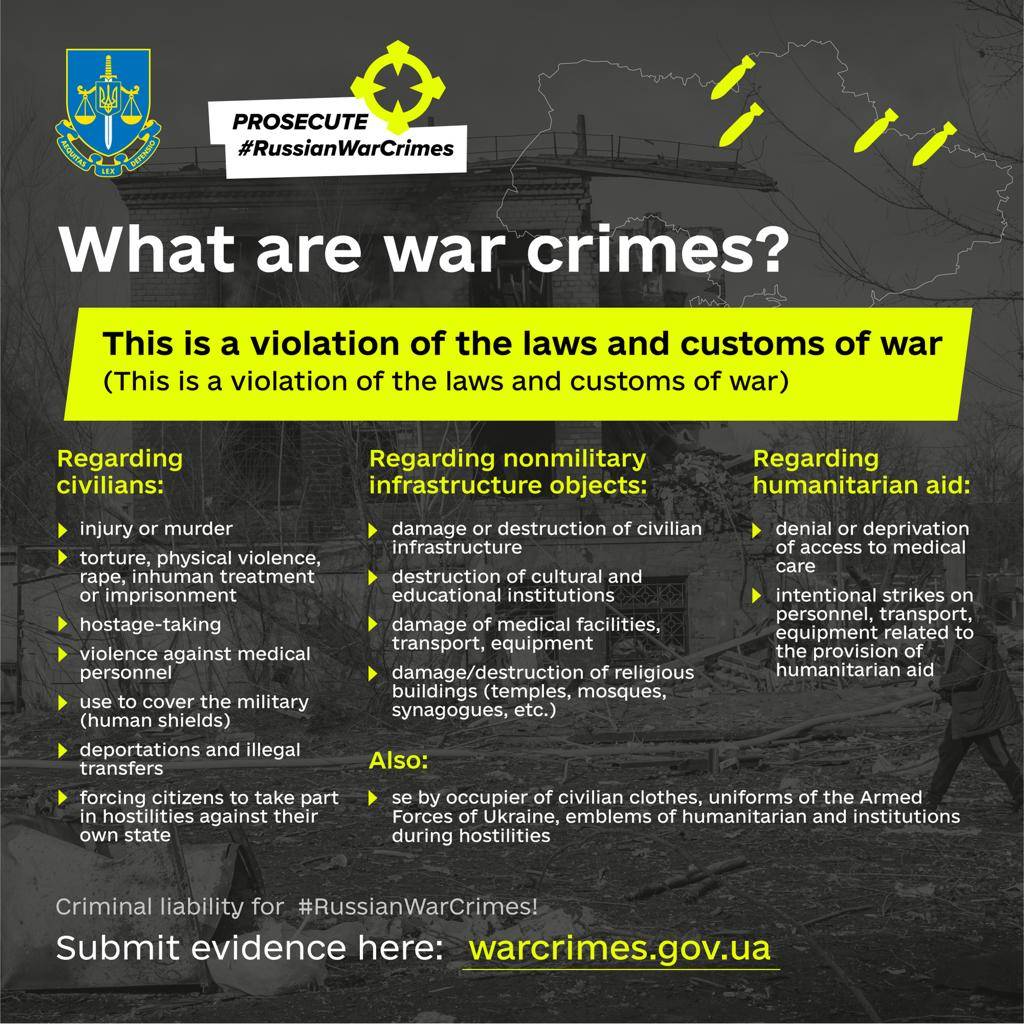 AEQUITAS LEX DEFENSIO
PROSECUTE
#RussianWarCrimes
What are war crimes?
This is a violation of the laws and customs of war
(This is a violation of the laws and customs of war)
Regarding
civilians:
injury or murder
torture, physical violence,
rape, inhuman treatment
or imprisonment
hostage-taking
violence against medical
personnel
use to cover the military
(human shields)
deportations and illegal
transfers
forcing citizens to take part
in hostilities against their
own state
Regarding nonmilitary
infrastructure objects:
damage or destruction of civilian
infrastructure
destruction of cultural and
educational institutions
damage of medical facilities,
transport, equipment
damage/destruction of religious
buildings (temples, mosques,
synagogues, etc.)
Regarding
humanitarian aid:
denial or deprivation
of access to medical
care
intentional strikes on
personnel, transport,
equipment related to
the provision of
humanitarian aid
Also:
se by occupier of civilian clothes, uniforms of the Armed
Forces of Ukraine, emblems of humanitarian and institutions
during hostilities
Criminal liability for #RussianWarCrimes!
Submit evidence here: warcrimes.gov.ua